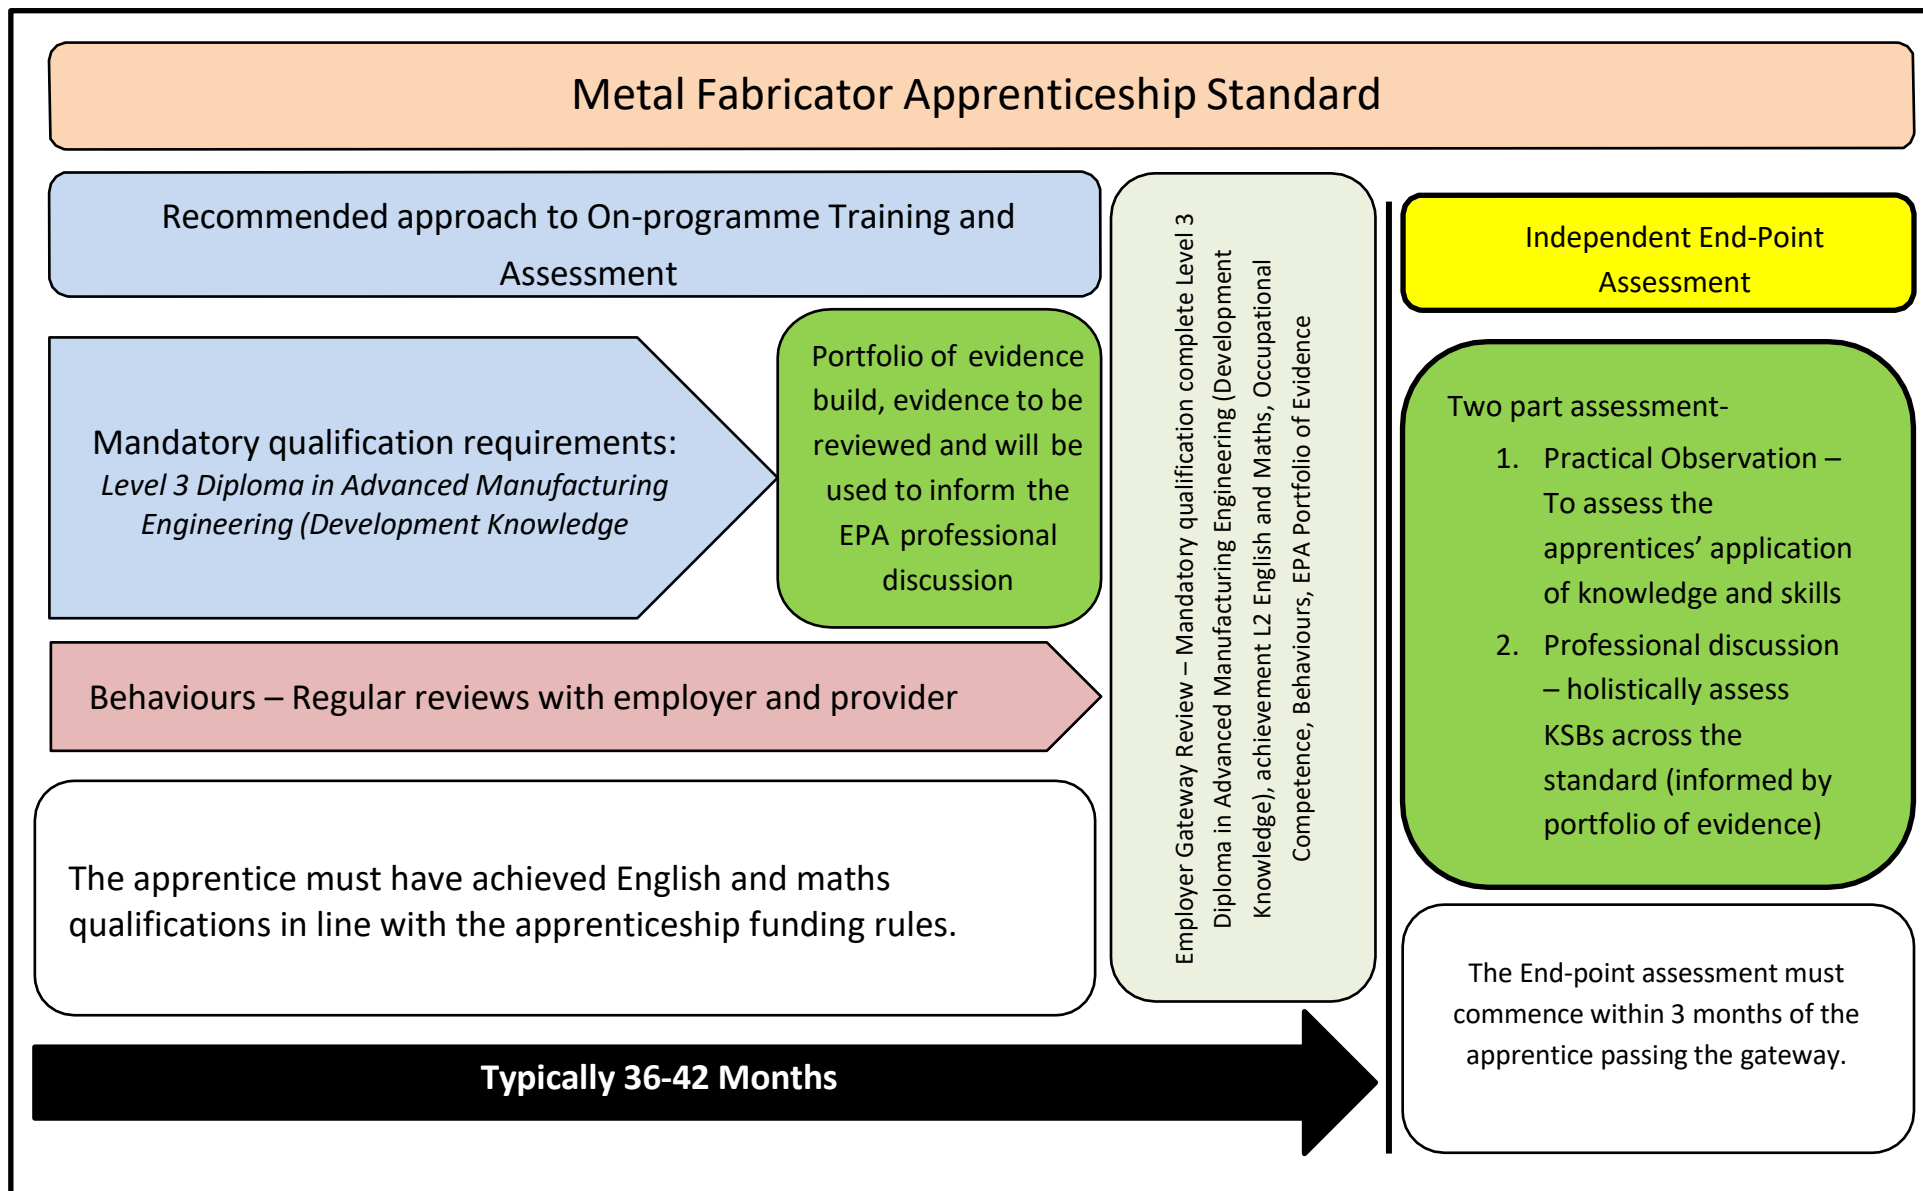 Metal Fabricator Apprenticeship Standard
Recommended approach to On-programme Training and
Assessment
Mandatory qualification requirements:
Level 3 Diploma in Advanced Manufacturing
Engineering (Development Knowledge
Portfolio of evidence
build, evidence to be
reviewed and will be
used to inform the
EPA professional
discussion
Behaviours – Regular reviews with employer and provider
The apprentice must have achieved English and maths
qualifications in line with the apprenticeship funding rules.
Typically 36-42 Months
Employer Gateway Review – Mandatory qualification complete Level 3
Diploma in Advanced Manufacturing Engineering (Development
Knowledge), achievement L2 English and Maths, Occupational
Competence, Behaviours, EPA Portfolio of Evidence
Independent End-Point
Assessment
Two part assessment-
1. Practical Observation –
To assess the
apprentices’ application
of knowledge and skills
2. Professional discussion
– holistically assess
KSBs across the
standard (informed by
portfolio of evidence)
The End-point assessment must
commence within 3 months of the
apprentice passing the gateway.